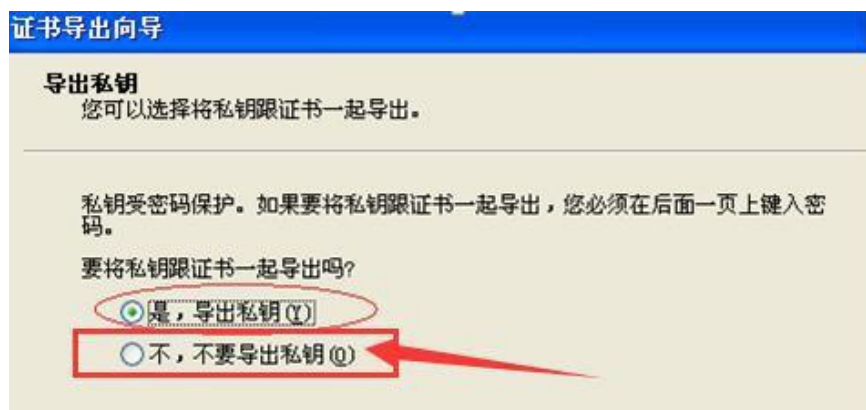 证书导出向导
导出私钥
您可以选择将私钥跟证书一起导出。
私钥受密码保护。如果要将私钥跟证书一起导出，您必须在后面一页上键入密
码。
要将私钥跟证书一起导出吗?
是，导出私钥(Y)
不，不要导出私钥(O)